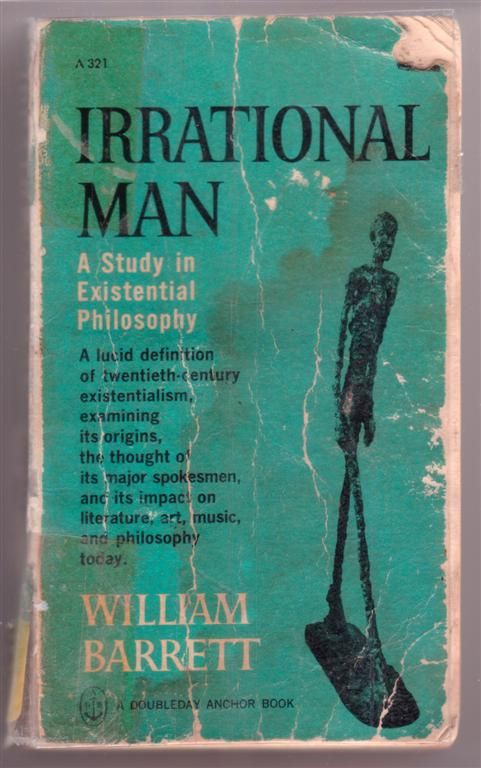 A 321
IRRATIONAL
MAN
A Study in
Existential
Philosophy
A lucid definition
of twentieth-century
existentialism,
examining
its origins,
the thought of
its major spokesmen,
and its impact on
literature, art, music,
and philosophy
today.
WILLIAM
BARRETT
A DOUBLEDAY ANCHOR BOOK